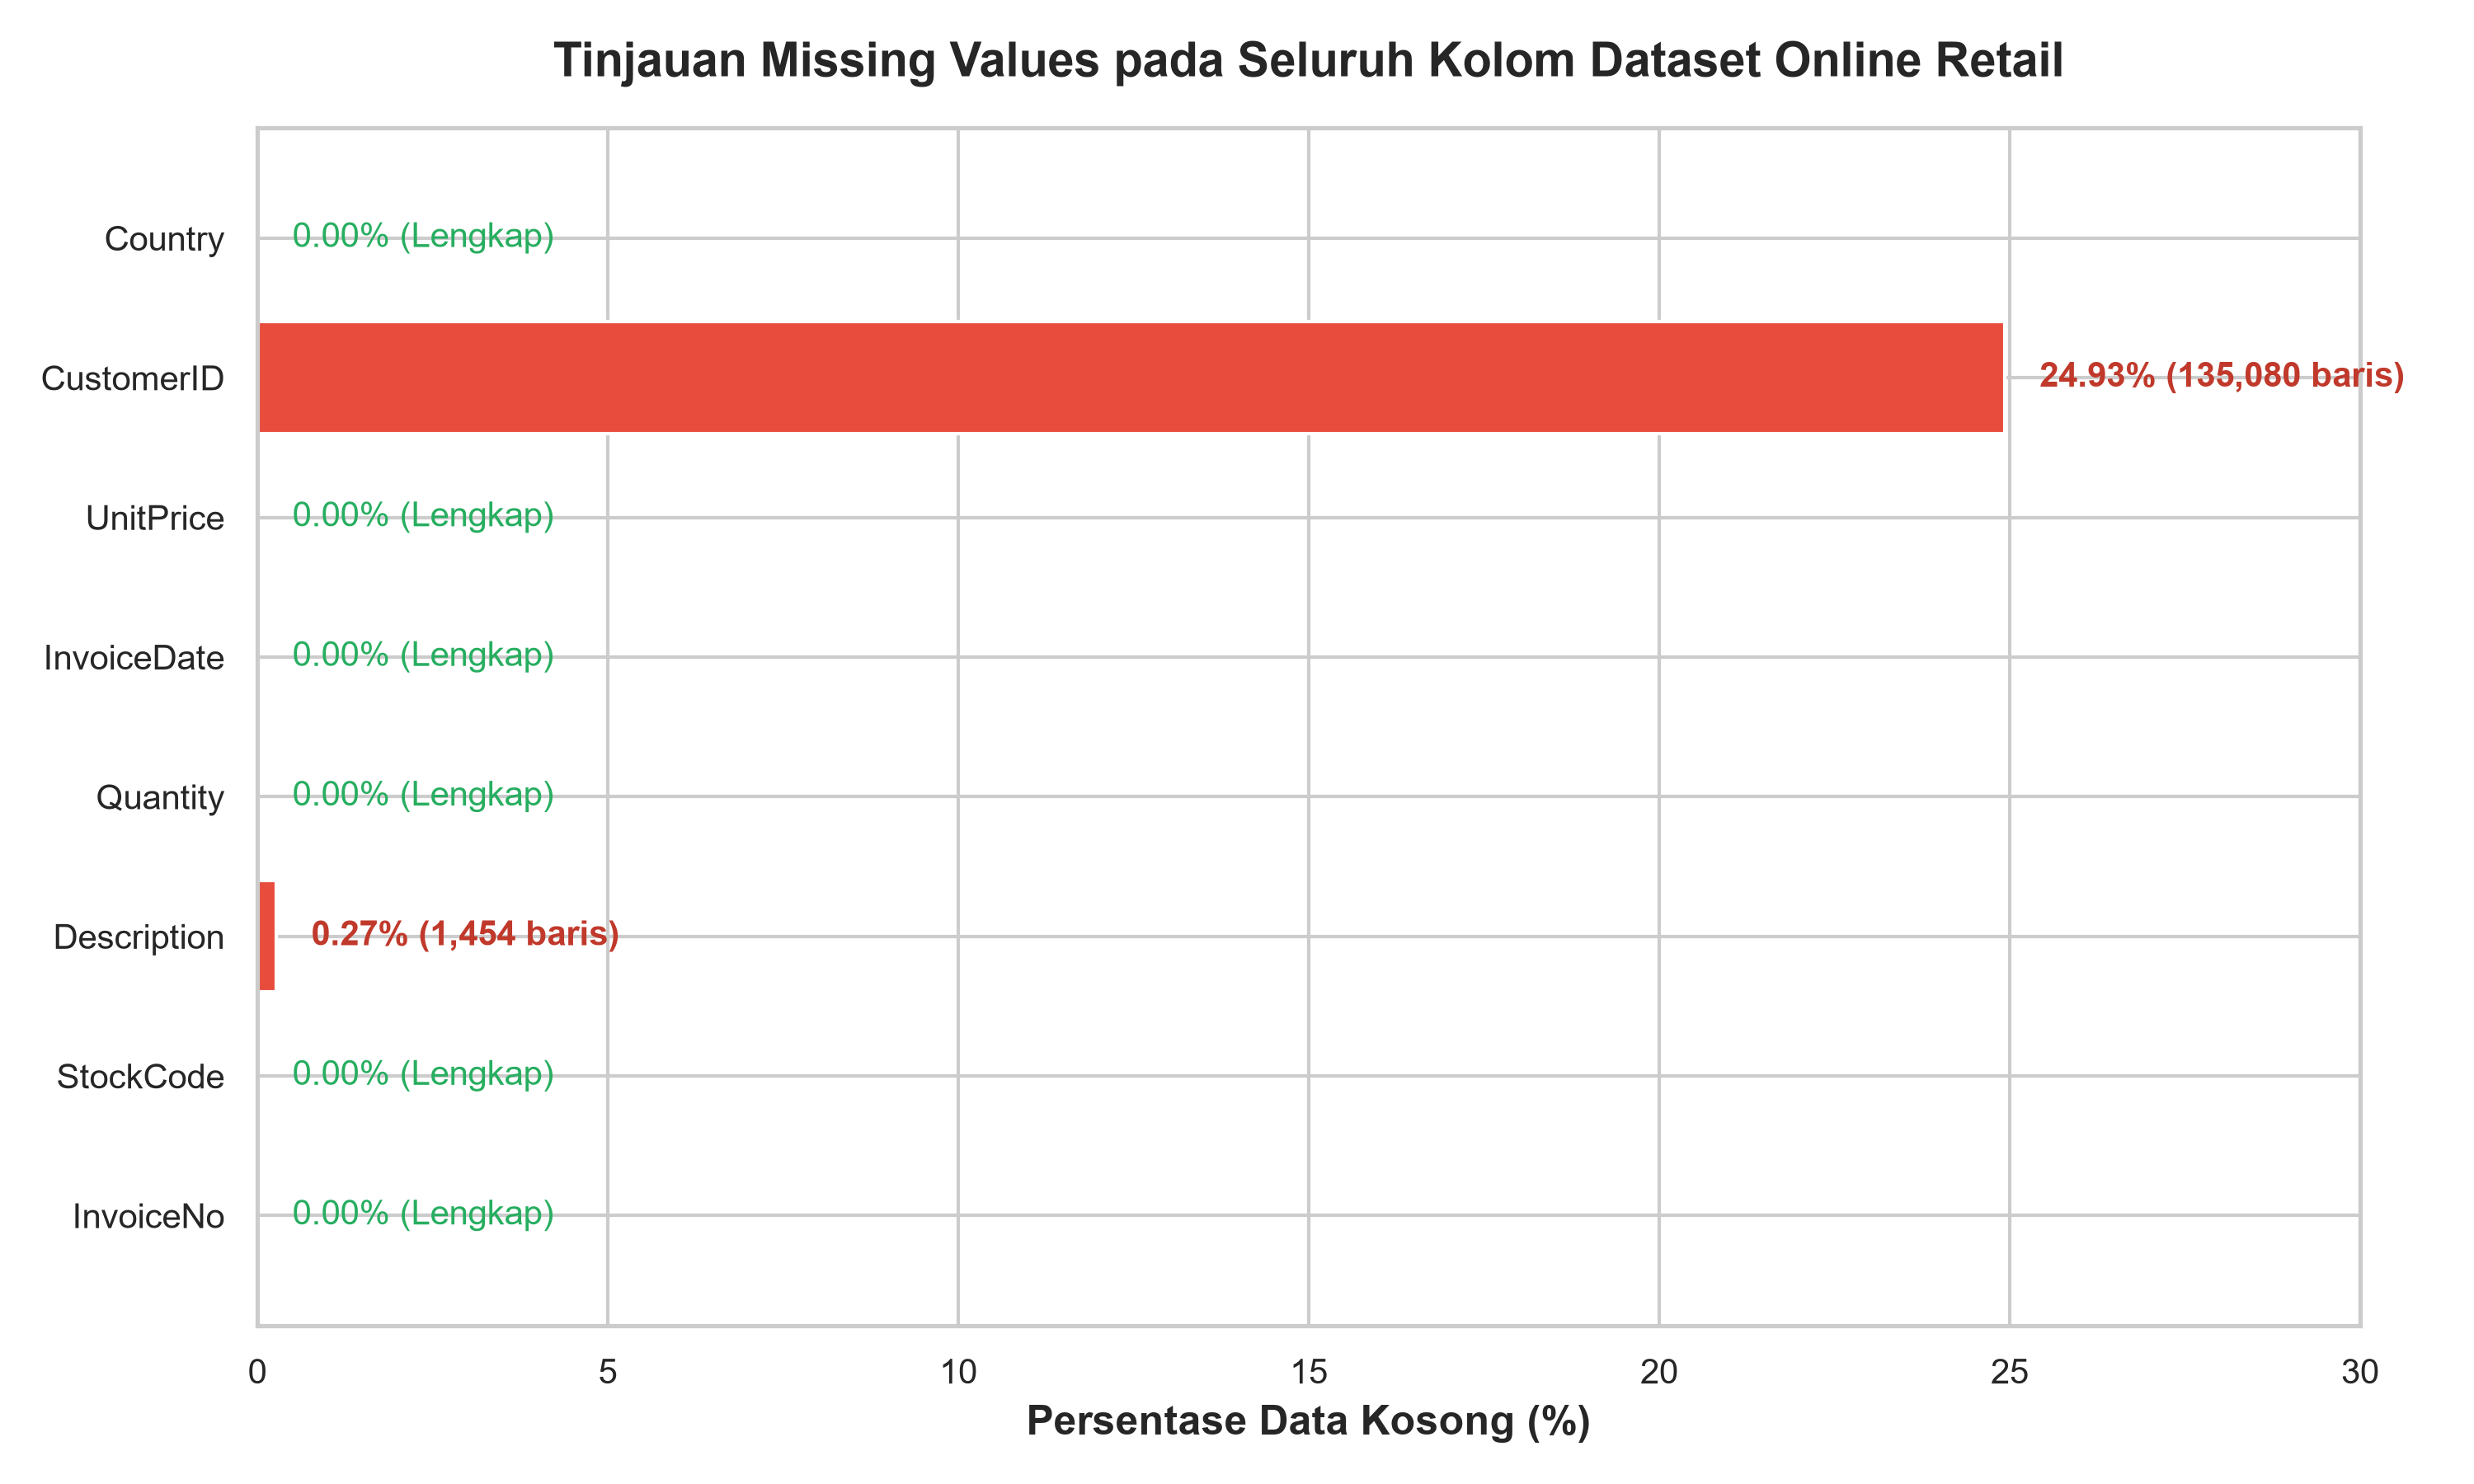 Tinjauan Missing Values pada Seluruh Kolom Dataset Online Retail
Country 0.00% (Lengkap)
CustomerID 24.93% (135,080 baris)
UnitPrice 0.00% (Lengkap)
InvoiceDate 0.00% (Lengkap)
Quantity 0.00% (Lengkap)
Description 0.27% (1,454 baris)
StockCode 0.00% (Lengkap)
InvoiceNo 0.00% (Lengkap)
0 5 10 15 20 25 30
Persentase Data Kosong (%)